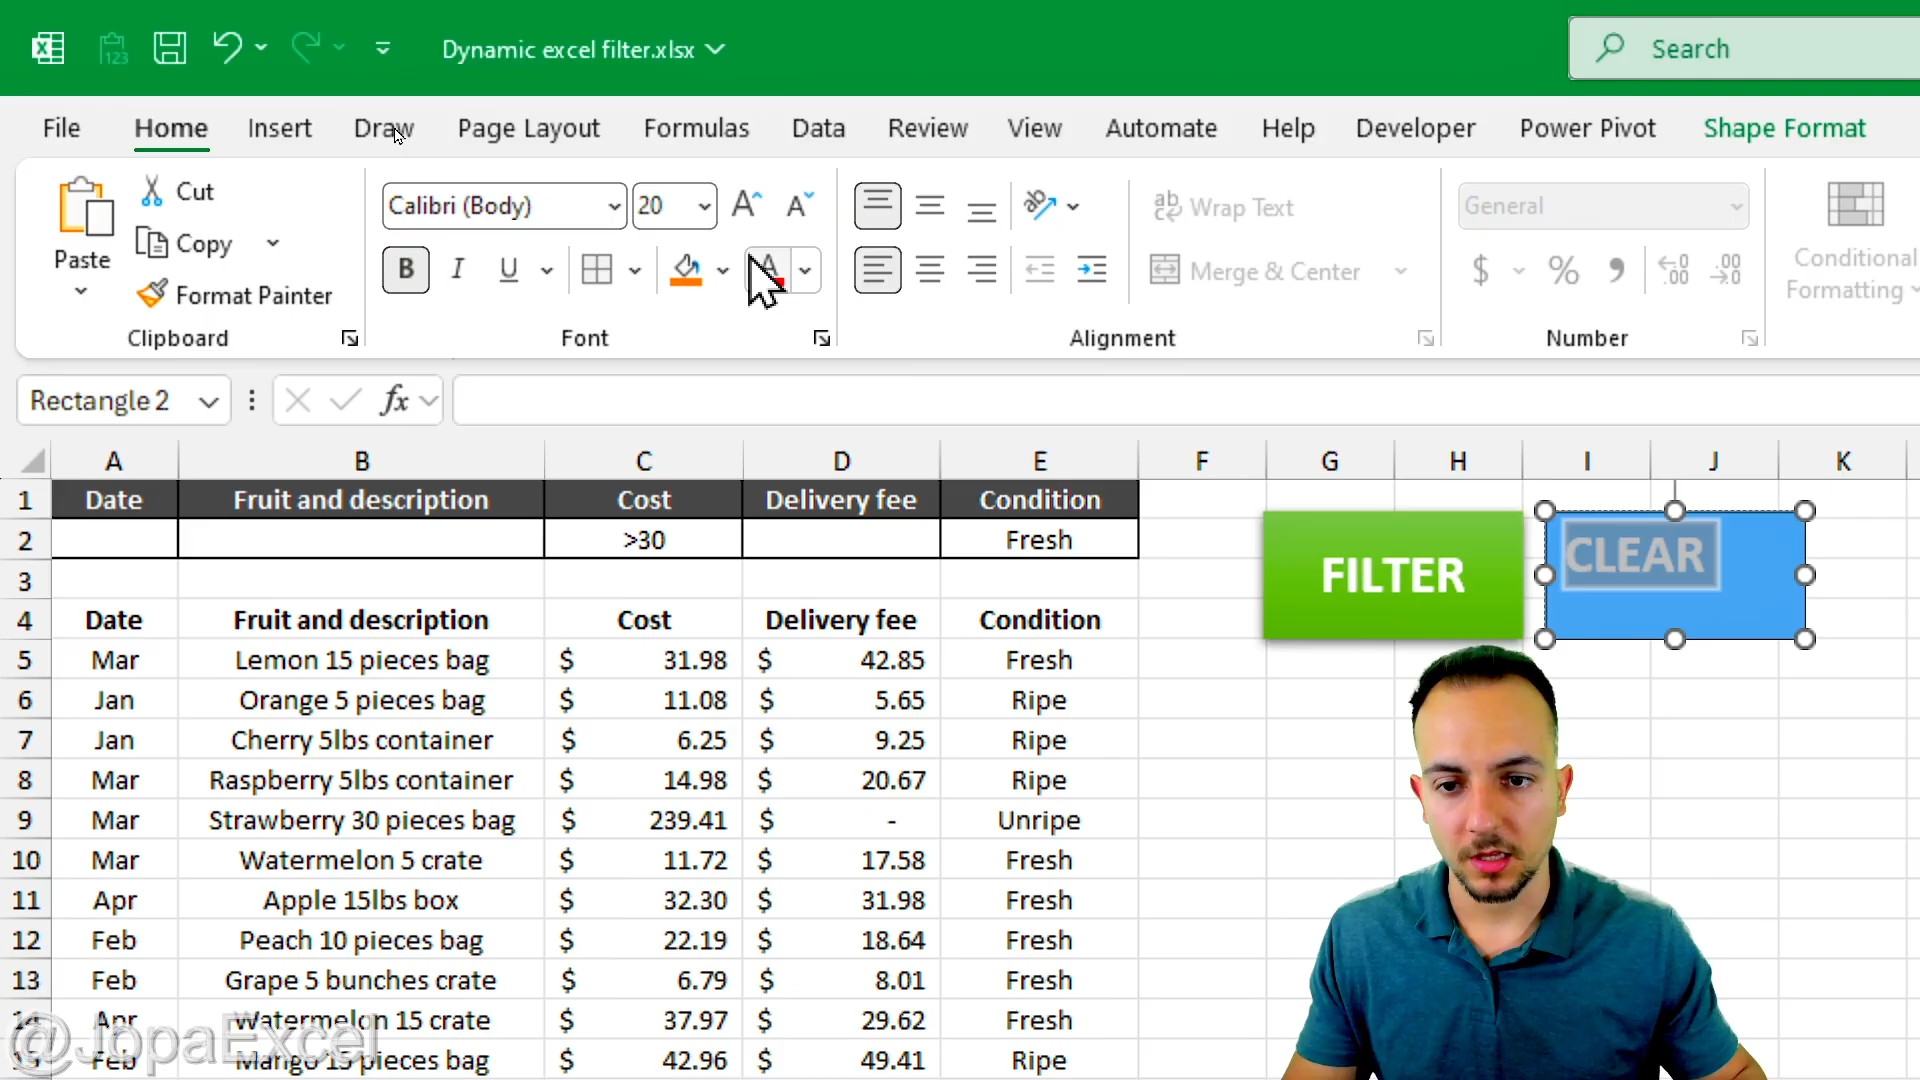 Dynamic excel filter.xlsx
Search
File Home Insert Draw Page Layout Formulas Data Review View Automate Help Developer Power Pivot Shape Format
Paste
Cut
Copy
Format Painter
Clipboard
Calibri (Body) 20
B I U
Font
Wrap Text
Merge & Center
Alignment
General
$ %
Number
Conditional
Formatting
Rectangle 2
fx
A B C D E F G H I J K
1 Date Fruit and description Cost Delivery fee Condition
2 >30 Fresh
3
4 Date Fruit and description Cost Delivery fee Condition
5 Mar Lemon 15 pieces bag $ 31.98 $ 42.85 Fresh
6 Jan Orange 5 pieces bag $ 11.08 $ 5.65 Ripe
7 Jan Cherry 5lbs container $ 6.25 $ 9.25 Ripe
8 Mar Raspberry 5lbs container $ 14.98 $ 20.67 Ripe
9 Mar Strawberry 30 pieces bag $ 239.41 $ - Unripe
10 Mar Watermelon 5 crate $ 11.72 $ 17.58 Fresh
11 Apr Apple 15lbs box $ 32.30 $ 31.98 Fresh
12 Feb Peach 10 pieces bag $ 22.19 $ 18.64 Fresh
13 Feb Grape 5 bunches crate $ 6.79 $ 8.01 Fresh
14 Apr Watermelon 15 crate $ 37.97 $ 29.62 Fresh
15 Feb Mango 15 pieces bag $ 42.96 $ 49.41 Ripe
FILTER
CLEAR
@JopaExcel